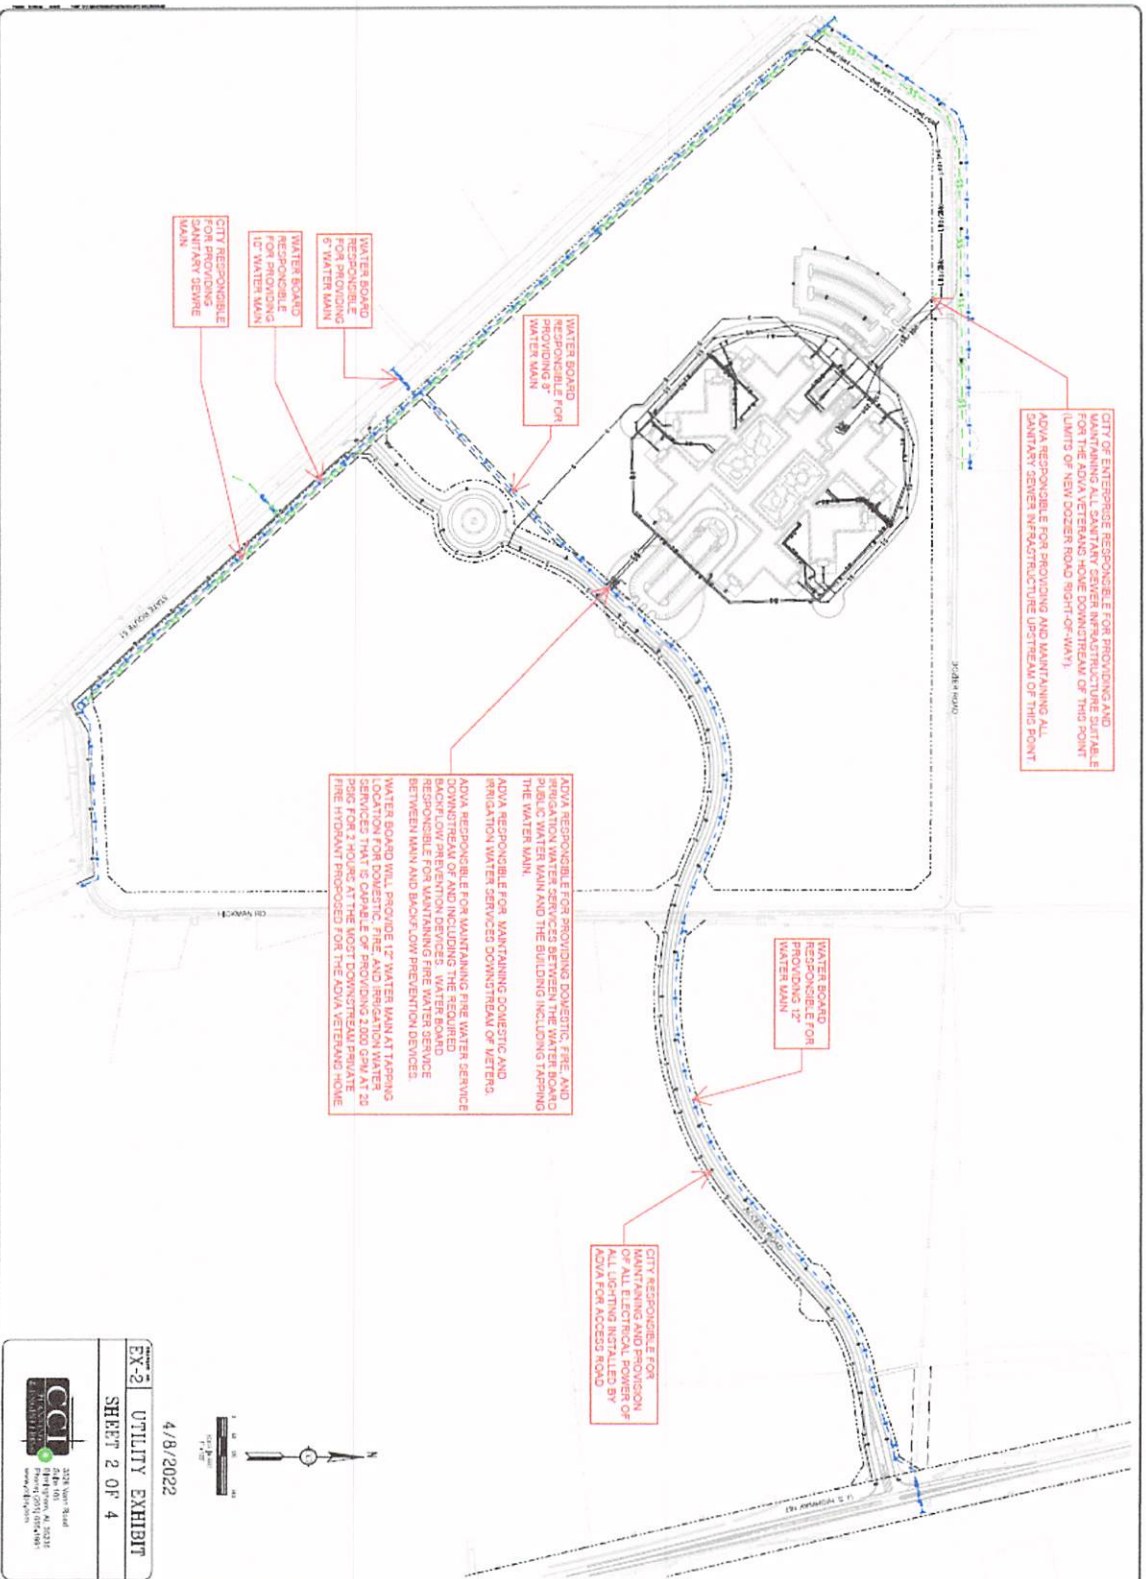 CITY OF ENTERPRISE RESPONSIBLE FOR PROVIDING AND
MAINTAINING ALL SANITARY SEWER INFRASTRUCTURE SUITABLE
FOR THE ADVA VETERANS HOME DOWNSTREAM OF THIS POINT
(LIMITS OF NEW DOZIER ROAD RIGHT-OF-WAY).
ADVA RESPONSIBLE FOR PROVIDING AND MAINTAINING ALL
SANITARY SEWER INFRASTRUCTURE UPSTREAM OF THIS POINT.
DOZIER ROAD
WATER BOARD
RESPONSIBLE FOR
PROVIDING 12"
WATER MAIN
CITY RESPONSIBLE FOR
MAINTAINING AND PROVISION
OF ALL ELECTRICAL POWER OF
ALL LIGHTING INSTALLED BY
ADVA FOR ACCESS ROAD
ACCESS ROAD
U.S. HIGHWAY 167
WATER BOARD
RESPONSIBLE FOR
PROVIDING 8"
WATER MAIN
ADVA RESPONSIBLE FOR PROVIDING DOMESTIC, FIRE, AND
IRRIGATION WATER SERVICES BETWEEN THE WATER BOARD
PUBLIC WATER MAIN AND THE BUILDING INCLUDING TAPPING
THE WATER MAIN.
ADVA RESPONSIBLE FOR MAINTAINING DOMESTIC AND
IRRIGATION WATER SERVICES DOWNSTREAM OF METERS.
ADVA RESPONSIBLE FOR MAINTAINING FIRE WATER SERVICE
DOWNSTREAM OF AND INCLUDING THE REQUIRED
BACKFLOW PREVENTION DEVICES. WATER BOARD
RESPONSIBLE FOR MAINTAINING FIRE WATER SERVICE
BETWEEN MAIN AND BACKFLOW PREVENTION DEVICES.
WATER BOARD WILL PROVIDE 12" WATER MAIN AT TAPPING
LOCATION FOR DOMESTIC, FIRE, AND IRRIGATION WATER
SERVICES THAT IS CAPABLE OF PROVIDING 2,000 GPM AT 20
PSIG FOR 2 HOURS AT THE MOST DOWNSTREAM PRIVATE
FIRE HYDRANT PROPOSED FOR THE ADVA VETERANS HOME
WATER BOARD
RESPONSIBLE
FOR PROVIDING
6" WATER MAIN
WATER BOARD
RESPONSIBLE
FOR PROVIDING
10" WATER MAIN
CITY RESPONSIBLE
FOR PROVIDING
SANITARY SEWRE
MAIN
STATE ROUTE 51
N
4/8/2022
EX-2
UTILITY EXHIBIT
SHEET 2 OF 4
CCI